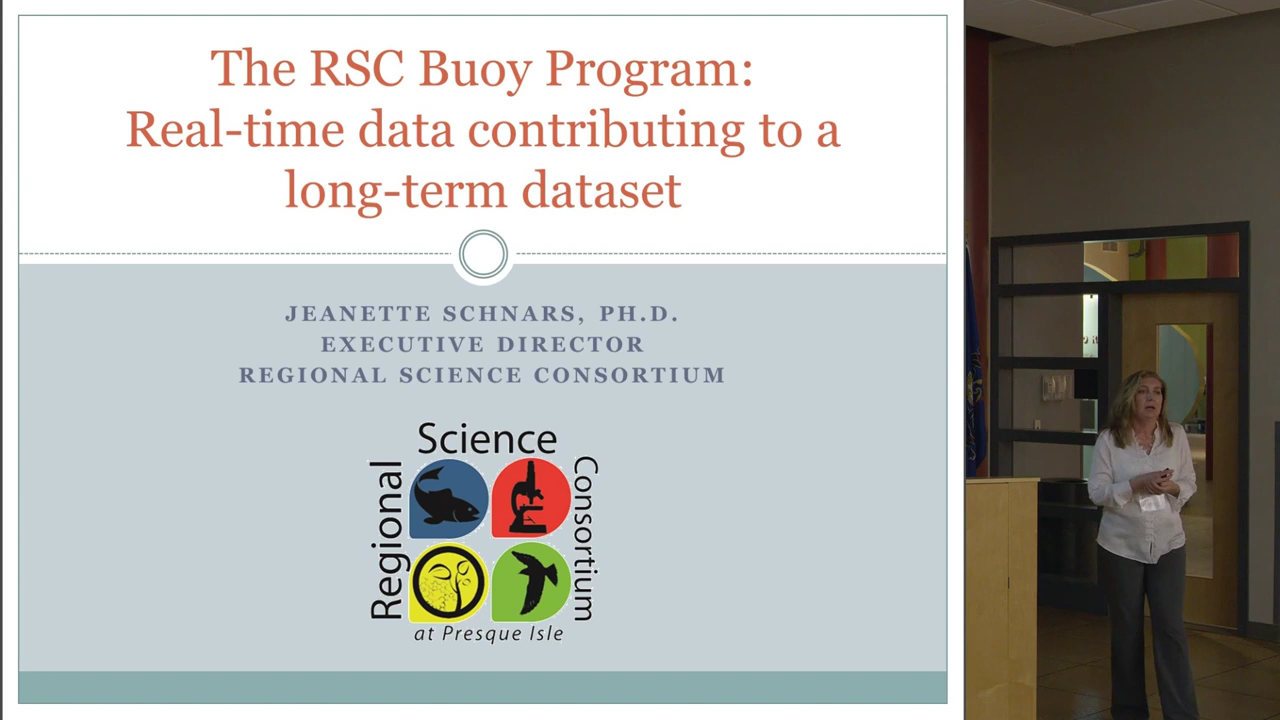 The RSC Buoy Program:
Real-time data contributing to a
long-term dataset
JEANETTE SCHNARS, PH.D.
EXECUTIVE DIRECTOR
REGIONAL SCIENCE CONSORTIUM
Science
Regional
Consortium
at Presque Isle